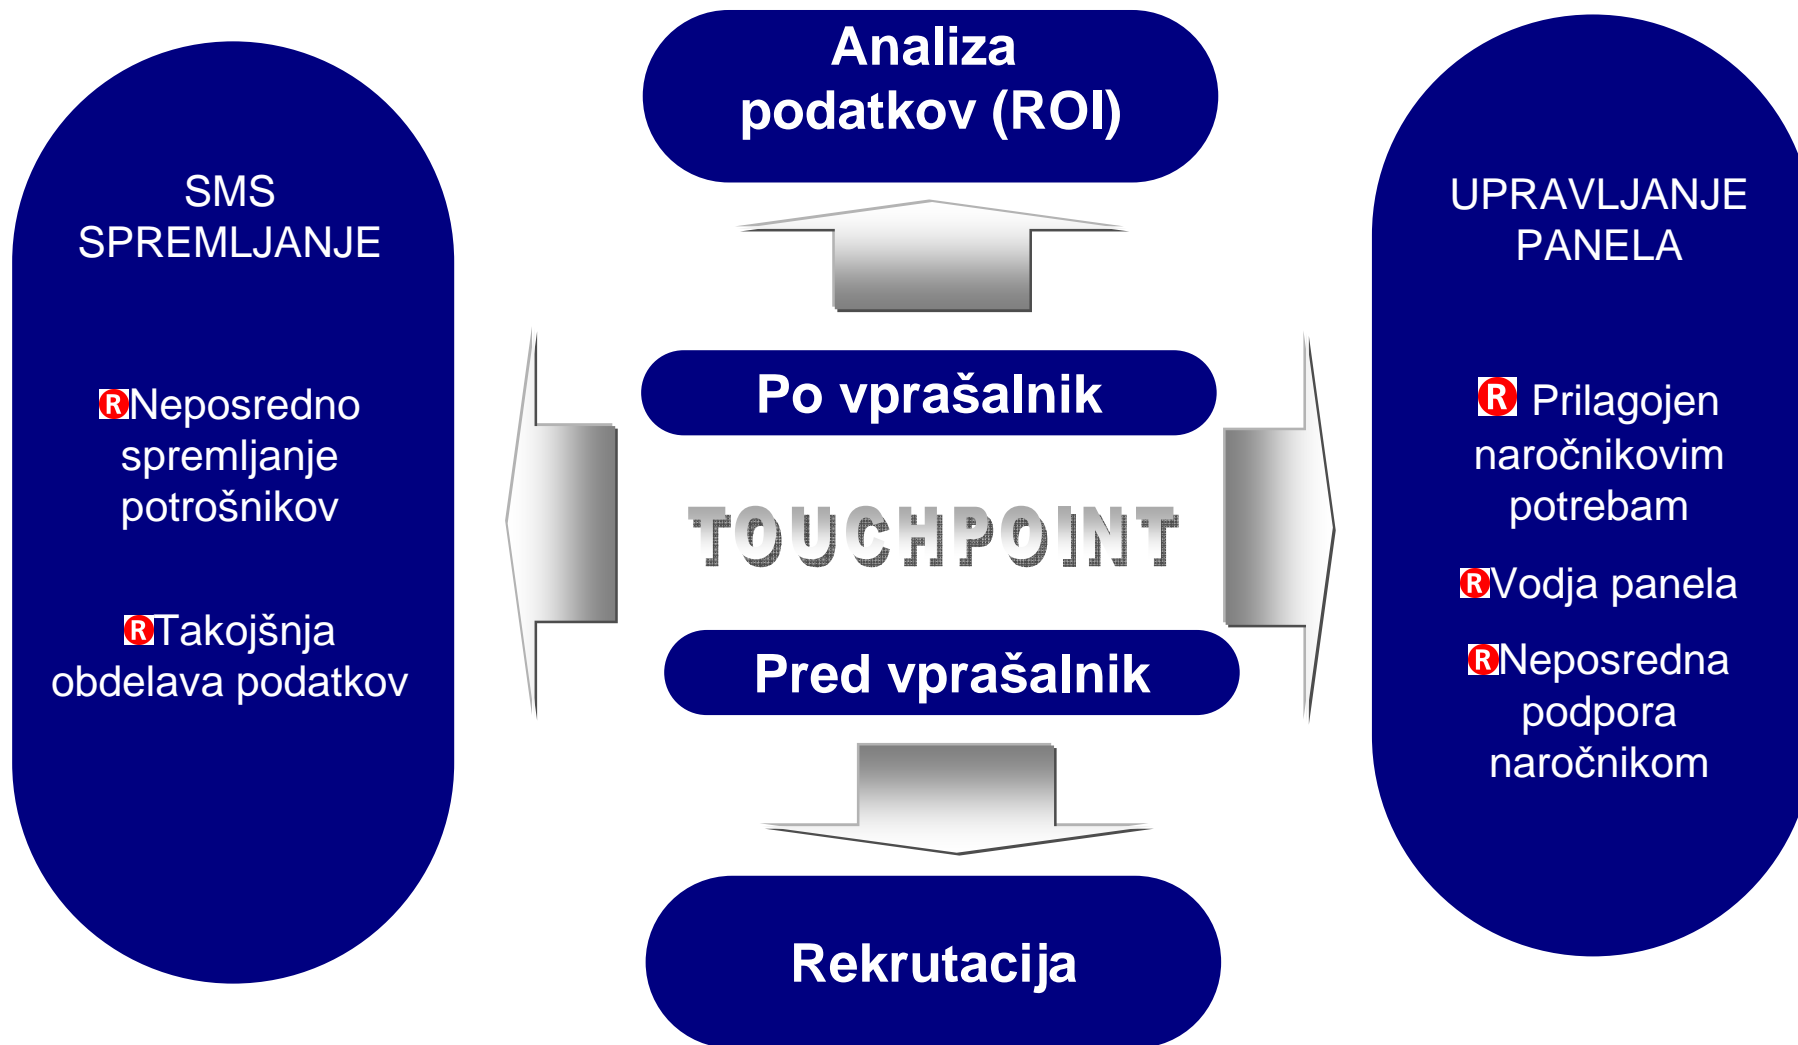 SMS
SPREMLJANJE
®Neposredno
spremljanje
potrošnikov
®Takojšnja
obdelava podatkov
Analiza
podatkov (ROI)
Po vprašalnik
TOUCHPOINT
Pred vprašalnik
Rekrutacija
UPRAVLJANJE
PANELA
® Prilagojen
naročnikovim
potrebam
®Vodja panela
®Neposredna
podpora
naročnikom